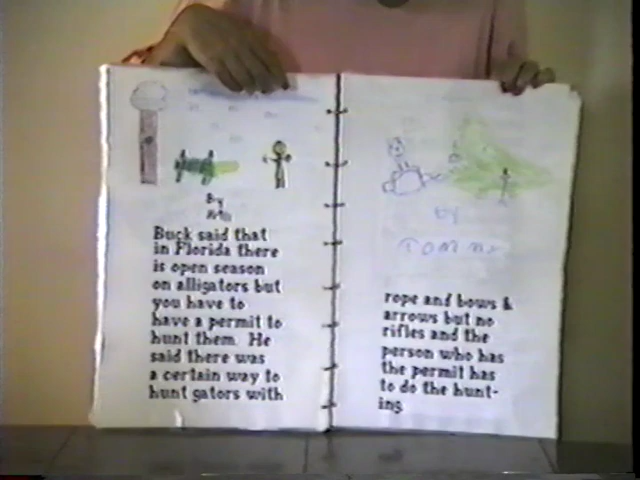 By
Buck said that
in Florida there
is open season
on alligators but
you have to
have a permit to
hunt them. He
said there was
a certain way to
hunt gators with
by
rope and bows &
arrows but no
rifles and the
person who has
the permit has
to do the hunt-
ing